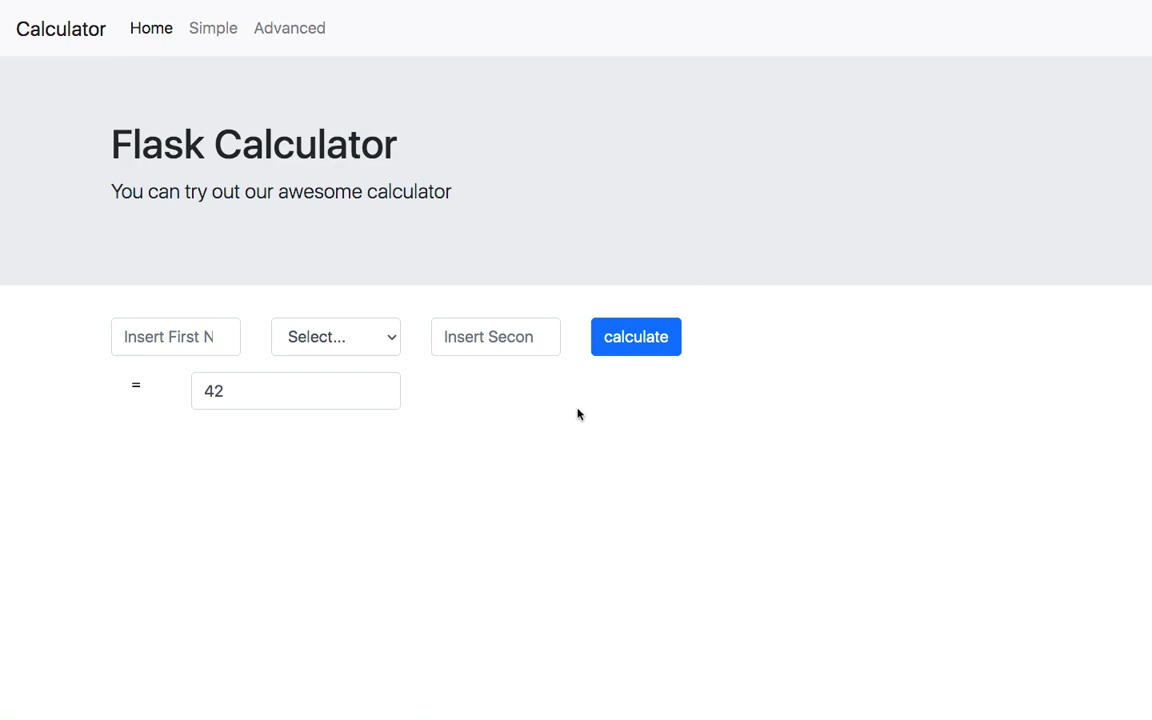 Calculator Home Simple Advanced
Flask Calculator
You can try out our awesome calculator
Insert First N Select... Insert Secon calculate
= 42